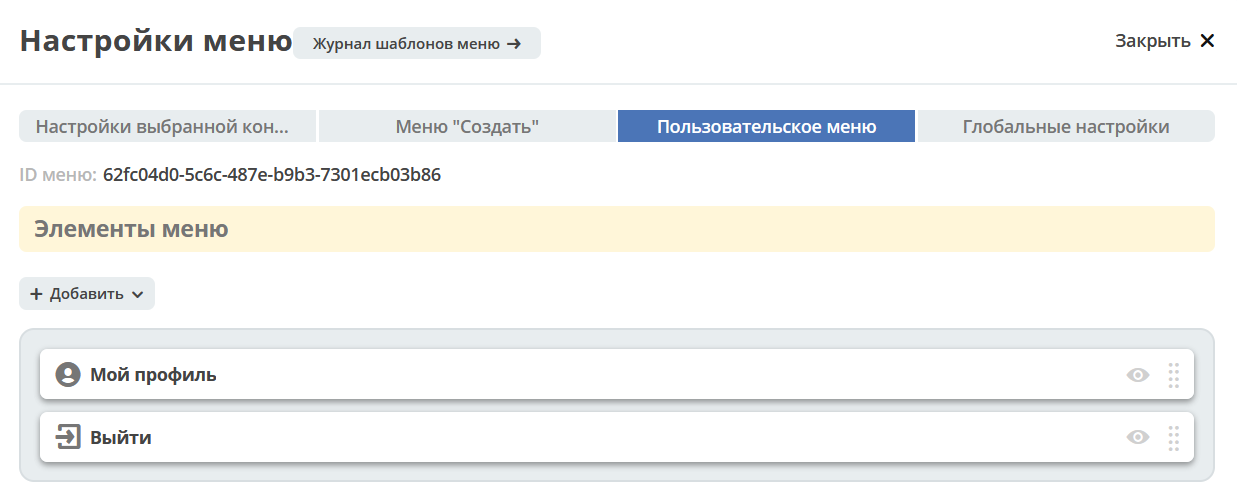 Настройки меню
Журнал шаблонов меню →
Закрыть ✕
Настройки выбранной кон...
Меню "Создать"
Пользовательское меню
Глобальные настройки
ID меню: 62fc04d0-5c6c-487e-b9b3-7301ecb03b86
Элементы меню
+ Добавить
Мой профиль
Выйти